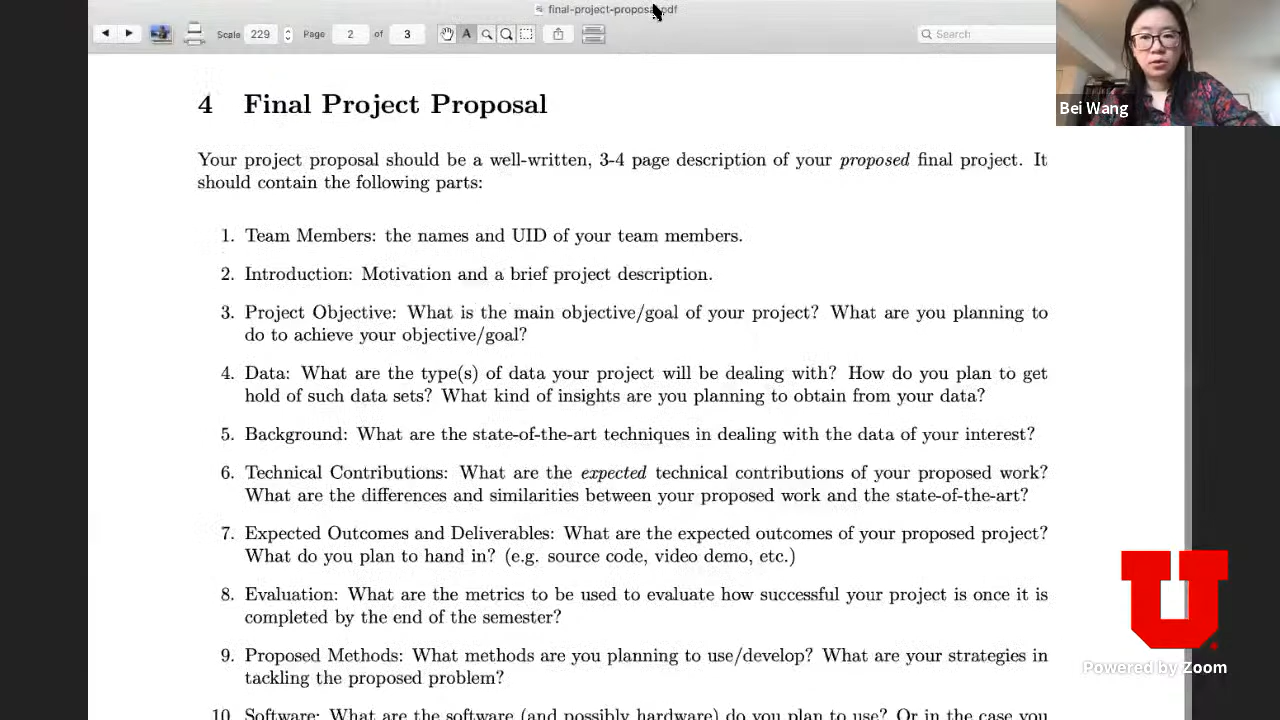 final-project-proposal.pdf
Scale 229 Page 2 of 3 A Search
Bei Wang
4 Final Project Proposal
Your project proposal should be a well-written, 3-4 page description of your proposed final project. It
should contain the following parts:
1. Team Members: the names and UID of your team members.
2. Introduction: Motivation and a brief project description.
3. Project Objective: What is the main objective/goal of your project? What are you planning to
do to achieve your objective/goal?
4. Data: What are the type(s) of data your project will be dealing with? How do you plan to get
hold of such data sets? What kind of insights are you planning to obtain from your data?
5. Background: What are the state-of-the-art techniques in dealing with the data of your interest?
6. Technical Contributions: What are the expected technical contributions of your proposed work?
What are the differences and similarities between your proposed work and the state-of-the-art?
7. Expected Outcomes and Deliverables: What are the expected outcomes of your proposed project?
What do you plan to hand in? (e.g. source code, video demo, etc.)
8. Evaluation: What are the metrics to be used to evaluate how successful your project is once it is
completed by the end of the semester?
9. Proposed Methods: What methods are you planning to use/develop? What are your strategies in
tackling the proposed problem?
10. Software: What are the software (and possibly hardware) do you plan to use? Or in the case you
U
Powered by Zoom